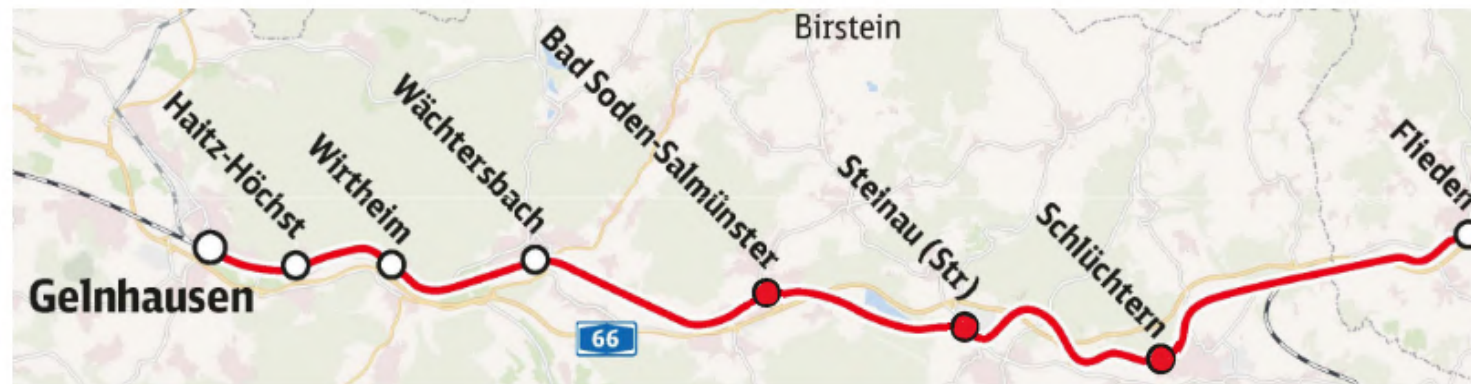 Birstein
Gelnhausen
Haitz-Höchst
Wirtheim
Wächtersbach
Bad Soden-Salmünster
Steinau (Str)
Schlüchtern
Flieden
66